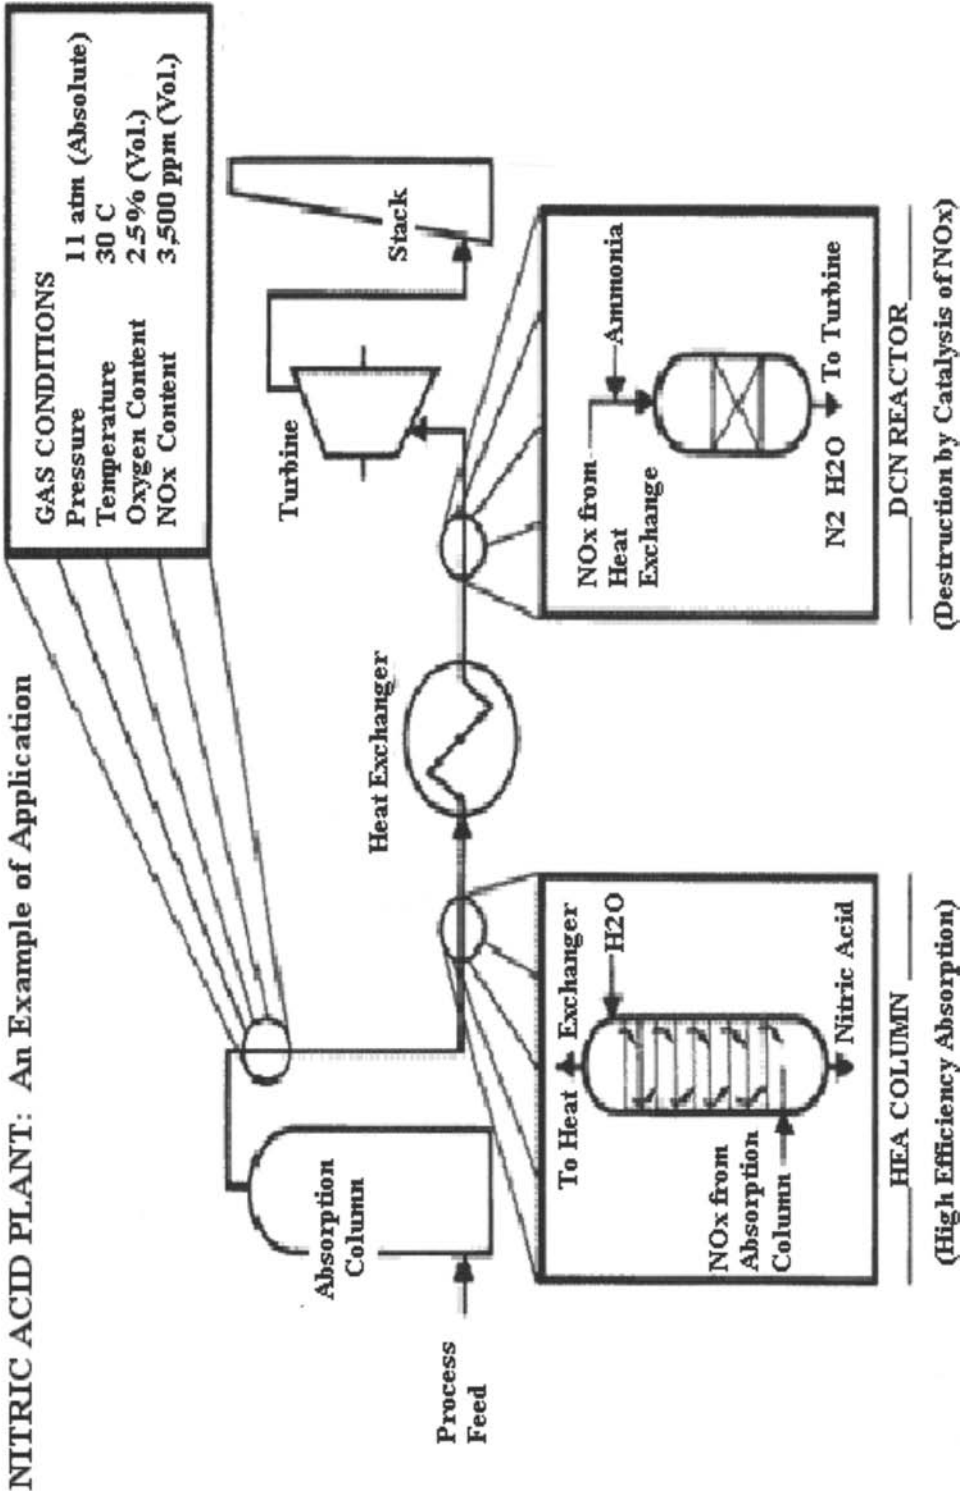 NITRIC ACID PLANT: An Example of Application
GAS CONDITIONS
Pressure 11 atm (Absolute)
Temperature 30 C
Oxygen Content 2.5% (Vol.)
NOx Content 3,500 ppm (Vol.)
Process
Feed
Absorption
Column
Heat Exchanger
Turbine
Stack
To Heat Exchanger
H2O
NOx from
Absorption
Column
Nitric Acid
HEA COLUMN
(High Efficiency Absorption)
NOx from
Heat
Exchange
Ammonia
N2 H2O To Turbine
DCN REACTOR
(Destruction by Catalysis of NOx)